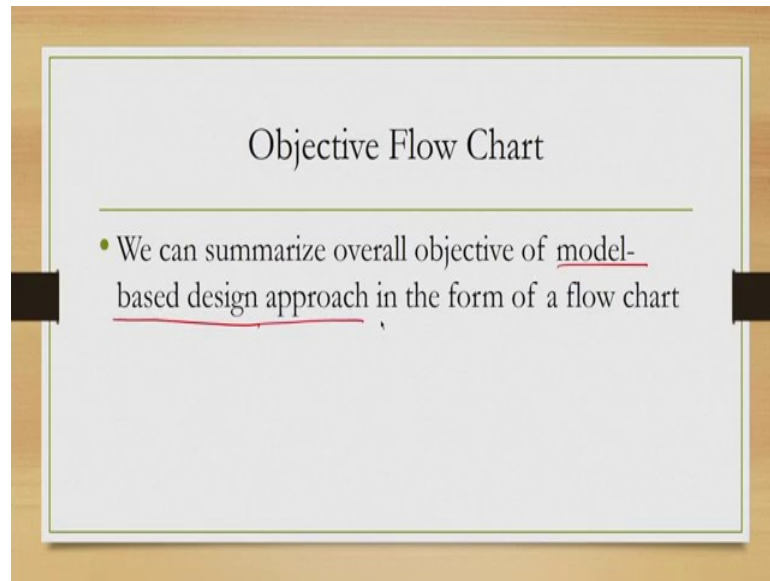 Objective Flow Chart
• We can summarize overall objective of model-
based design approach in the form of a flow chart